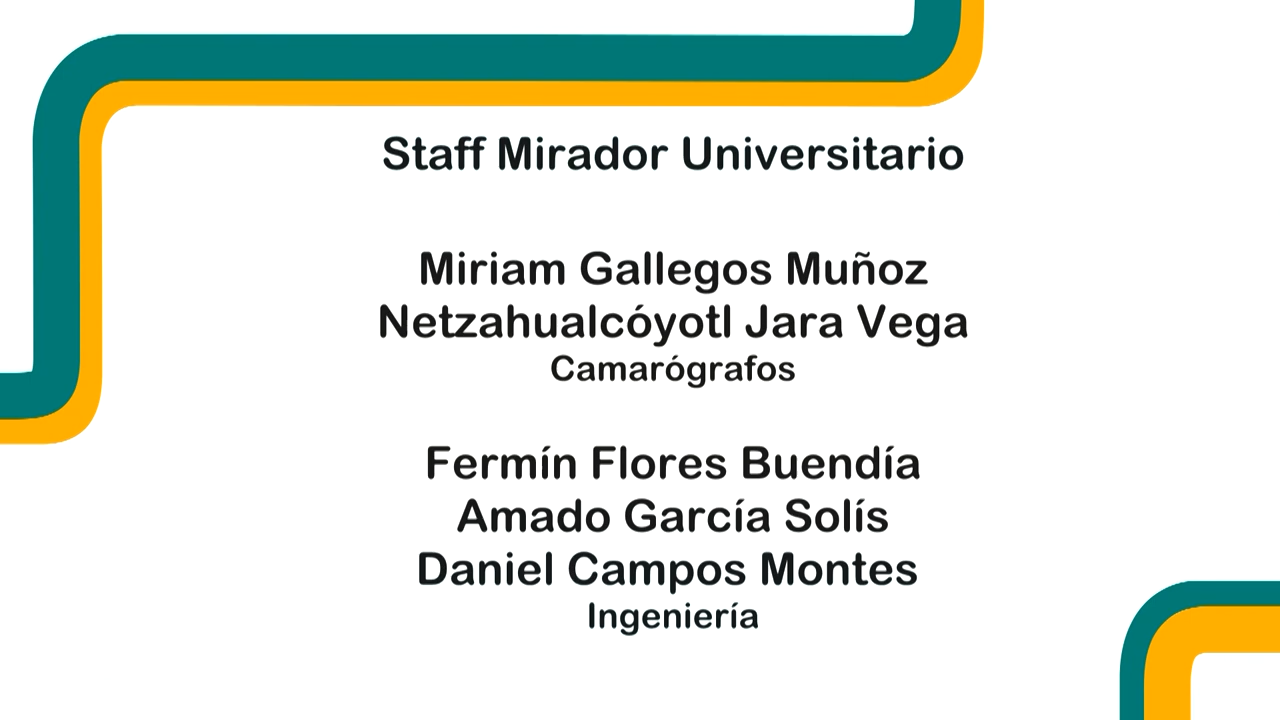 Staff Mirador Universitario
Miriam Gallegos Muñoz
Netzahualcóyotl Jara Vega
Camarógrafos
Fermín Flores Buendía
Amado García Solís
Daniel Campos Montes
Ingeniería